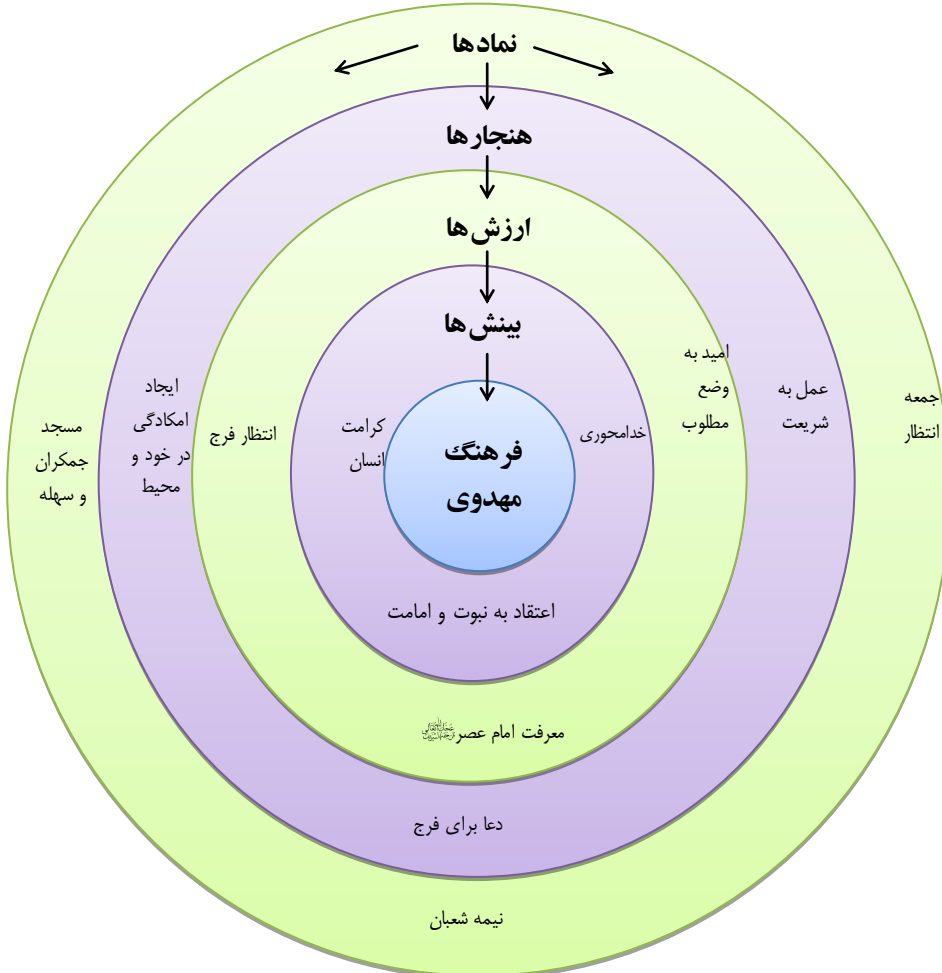 نمادها
هنجارها
ارزش‌ها
بینش‌ها
فرهنگ
مهدوی
جمعه
انتظار
عمل به
شریعت
امید به
وضع
مطلوب
خدامحوری
کرامت
انسان
انتظار فرج
ایجاد
امکادگی
در خود و
محیط
مسجد
جمکران
و سهله
اعتقاد به نبوت و امامت
معرفت امام عصر
دعا برای فرج
نیمه شعبان